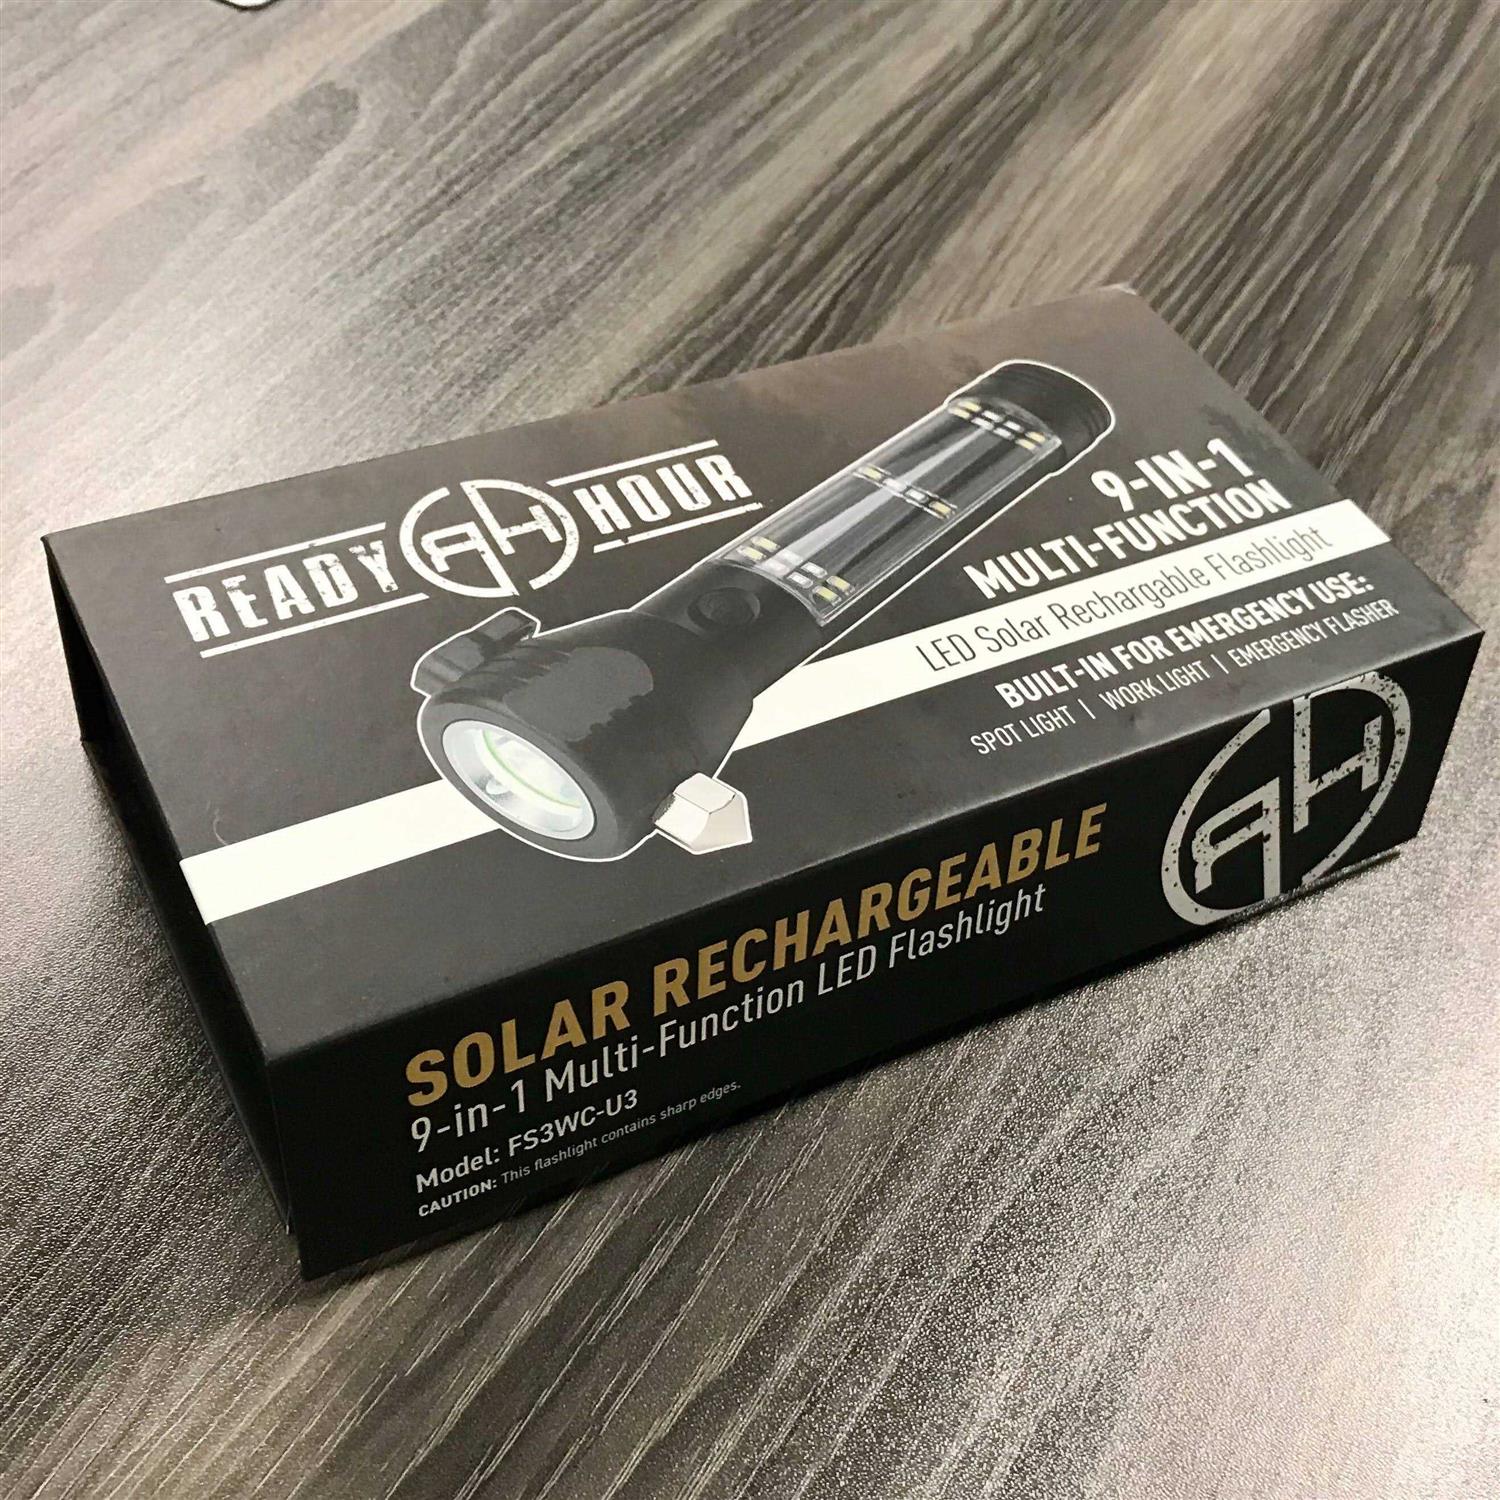 READY RH HOUR
9-IN-1
MULTI-FUNCTION
LED Solar Rechargable Flashlight
BUILT-IN FOR EMERGENCY USE:
SPOT LIGHT | WORK LIGHT | EMERGENCY FLASHER
RH
SOLAR RECHARGEABLE
9-in-1 Multi-Function LED Flashlight
Model: FS3WC-U3
CAUTION: This flashlight contains sharp edges.